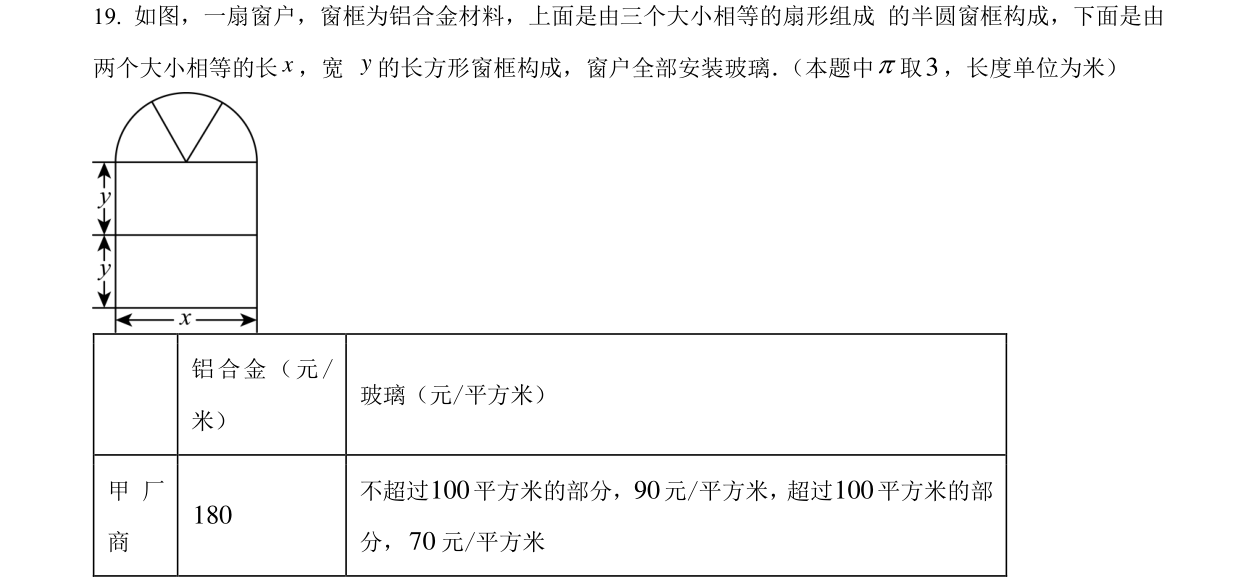 19. 如图，一扇窗户，窗框为铝合金材料，上面是由三个大小相等的扇形组成 的半圆窗框构成，下面是由
两个大小相等的长x，宽 y的长方形窗框构成，窗户全部安装玻璃．（本题中π取3，长度单位为米）
y
y
x
铝合金（元/
米）
玻璃（元/平方米）
甲厂
商
180
不超过100平方米的部分，90元/平方米，超过100平方米的部
分，70元/平方米